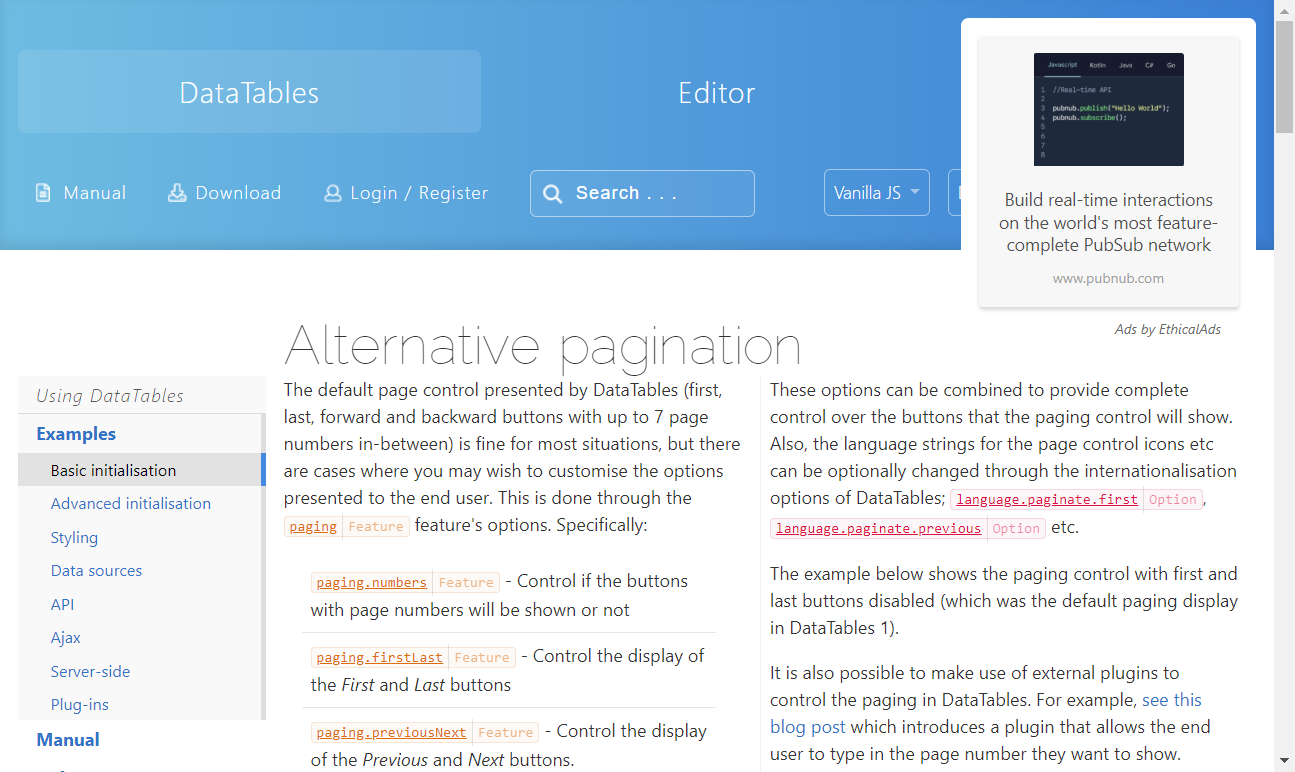 DataTables
Editor
Manual
Download
Login / Register
Search . . .
Vanilla JS
Javascript Kotlin Java C# Go
1 //Real-time API
2
3 pubnub.publish("Hello World");
4 pubnub.subscribe();
5
6
7
8
Build real-time interactions
on the world's most feature-
complete PubSub network
www.pubnub.com
Ads by EthicalAds
Alternative pagination
Using DataTables
Examples
Basic initialisation
Advanced initialisation
Styling
Data sources
API
Ajax
Server-side
Plug-ins
Manual
The default page control presented by DataTables (first,
last, forward and backward buttons with up to 7 page
numbers in-between) is fine for most situations, but there
are cases where you may wish to customise the options
presented to the end user. This is done through the
paging Feature feature's options. Specifically:
paging.numbers Feature - Control if the buttons
with page numbers will be shown or not
paging.firstLast Feature - Control the display of
the First and Last buttons
paging.previousNext Feature - Control the display
of the Previous and Next buttons.
These options can be combined to provide complete
control over the buttons that the paging control will show.
Also, the language strings for the page control icons etc
can be optionally changed through the internationalisation
options of DataTables; language.paginate.first Option ,
language.paginate.previous Option etc.
The example below shows the paging control with first and
last buttons disabled (which was the default paging display
in DataTables 1).
It is also possible to make use of external plugins to
control the paging in DataTables. For example, see this
blog post which introduces a plugin that allows the end
user to type in the page number they want to show.